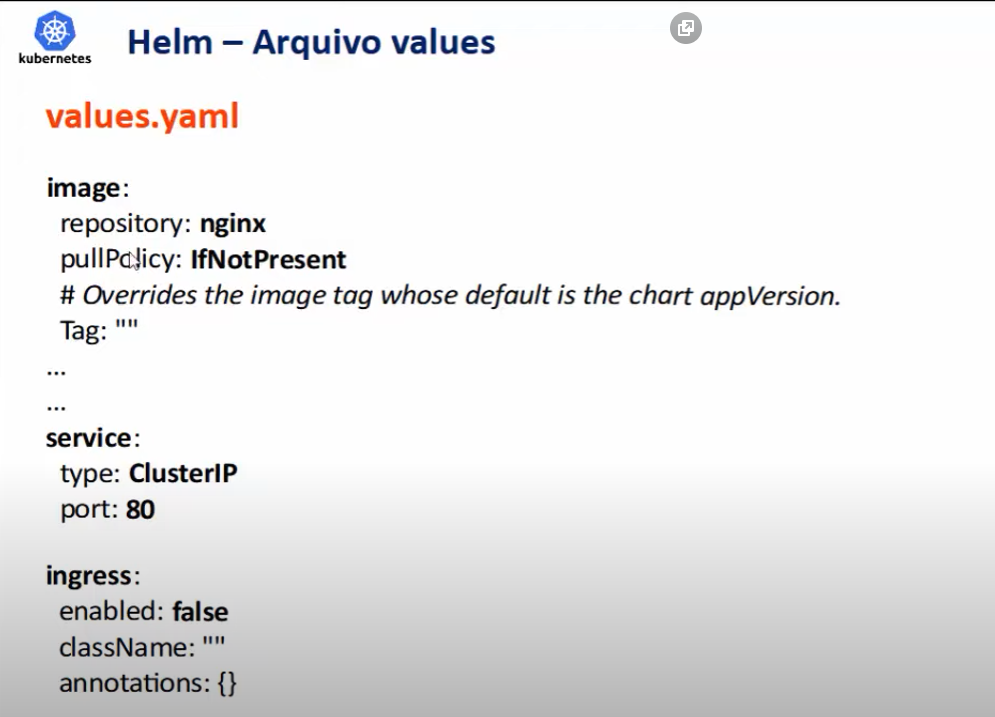 kubernetes
Helm – Arquivo values
values.yaml
image:
repository: nginx
pullPolicy: IfNotPresent
# Overrides the image tag whose default is the chart appVersion.
Tag: ""
...
...
service:
type: ClusterIP
port: 80
ingress:
enabled: false
className: ""
annotations: {}